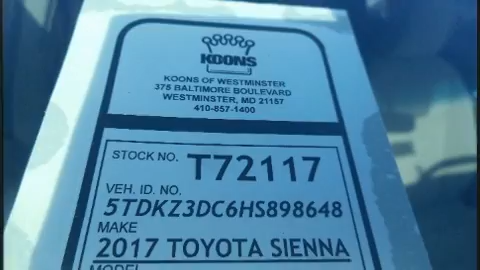 KOONS
KOONS OF WESTMINSTER
375 BALTIMORE BOULEVARD
WESTMINSTER, MD 21157
410-857-1400
STOCK NO. T72117
VEH. ID. NO.
5TDKZ3DC6HS898648
MAKE
2017 TOYOTA SIENNA
MODEL